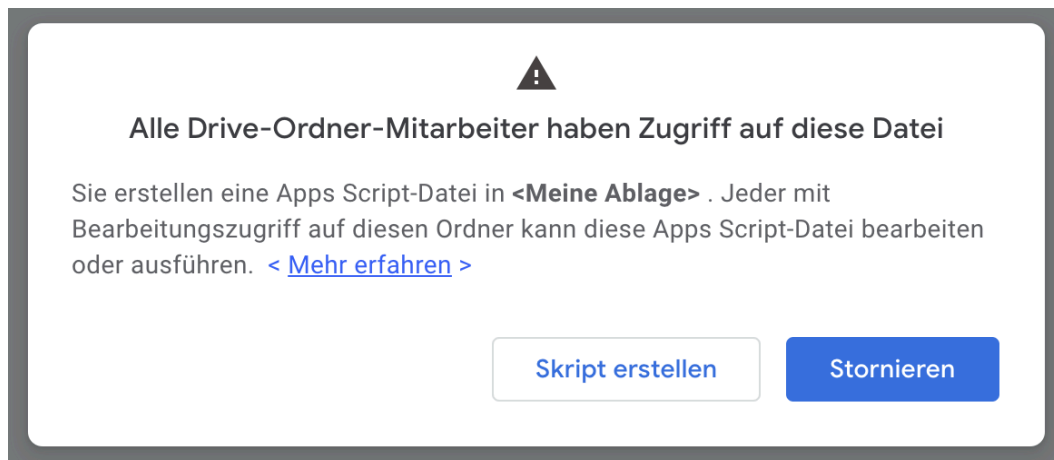 Alle Drive-Ordner-Mitarbeiter haben Zugriff auf diese Datei
Sie erstellen eine Apps Script-Datei in <Meine Ablage> . Jeder mit
Bearbeitungszugriff auf diesen Ordner kann diese Apps Script-Datei bearbeiten
oder ausführen. < Mehr erfahren >
Skript erstellen
Stornieren